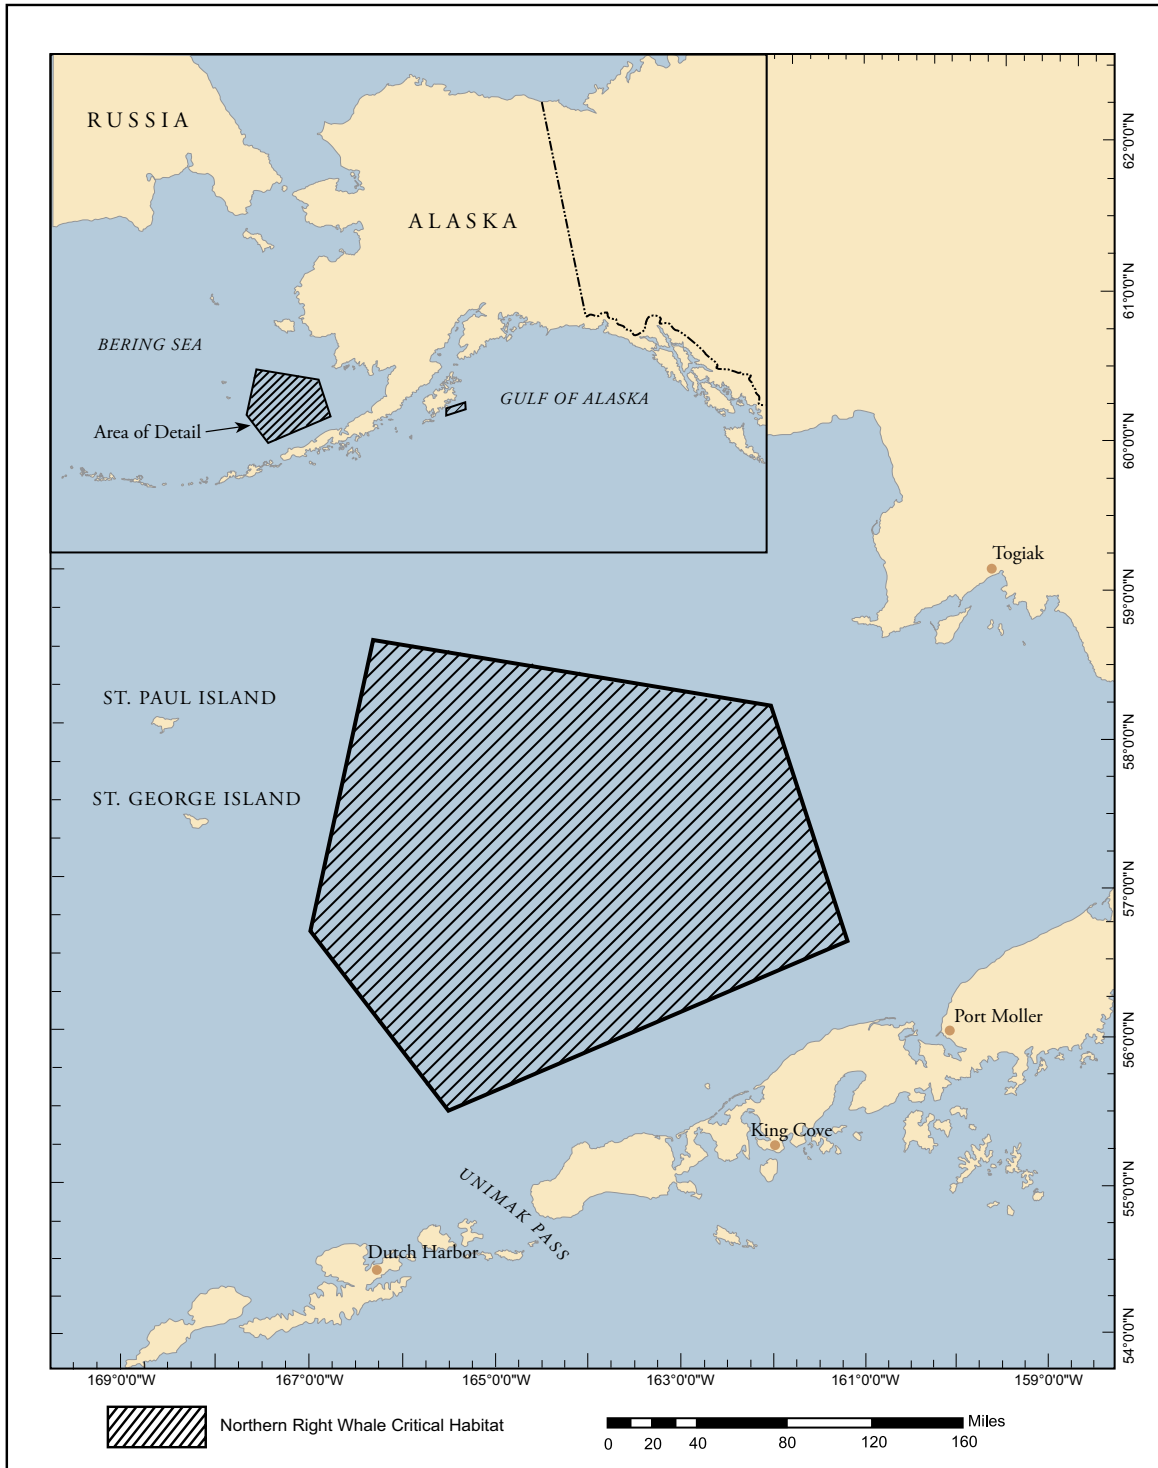 RUSSIA
ALASKA
BERING SEA
GULF OF ALASKA
Area of Detail
Togiak
ST. PAUL ISLAND
ST. GEORGE ISLAND
Port Moller
King Cove
UNIMAK PASS
Dutch Harbor
62°0'0"N
61°0'0"N
60°0'0"N
59°0'0"N
58°0'0"N
57°0'0"N
56°0'0"N
55°0'0"N
54°0'0"N
169°0'0"W 167°0'0"W 165°0'0"W 163°0'0"W 161°0'0"W 159°0'0"W
Northern Right Whale Critical Habitat
Miles
0 20 40 80 120 160